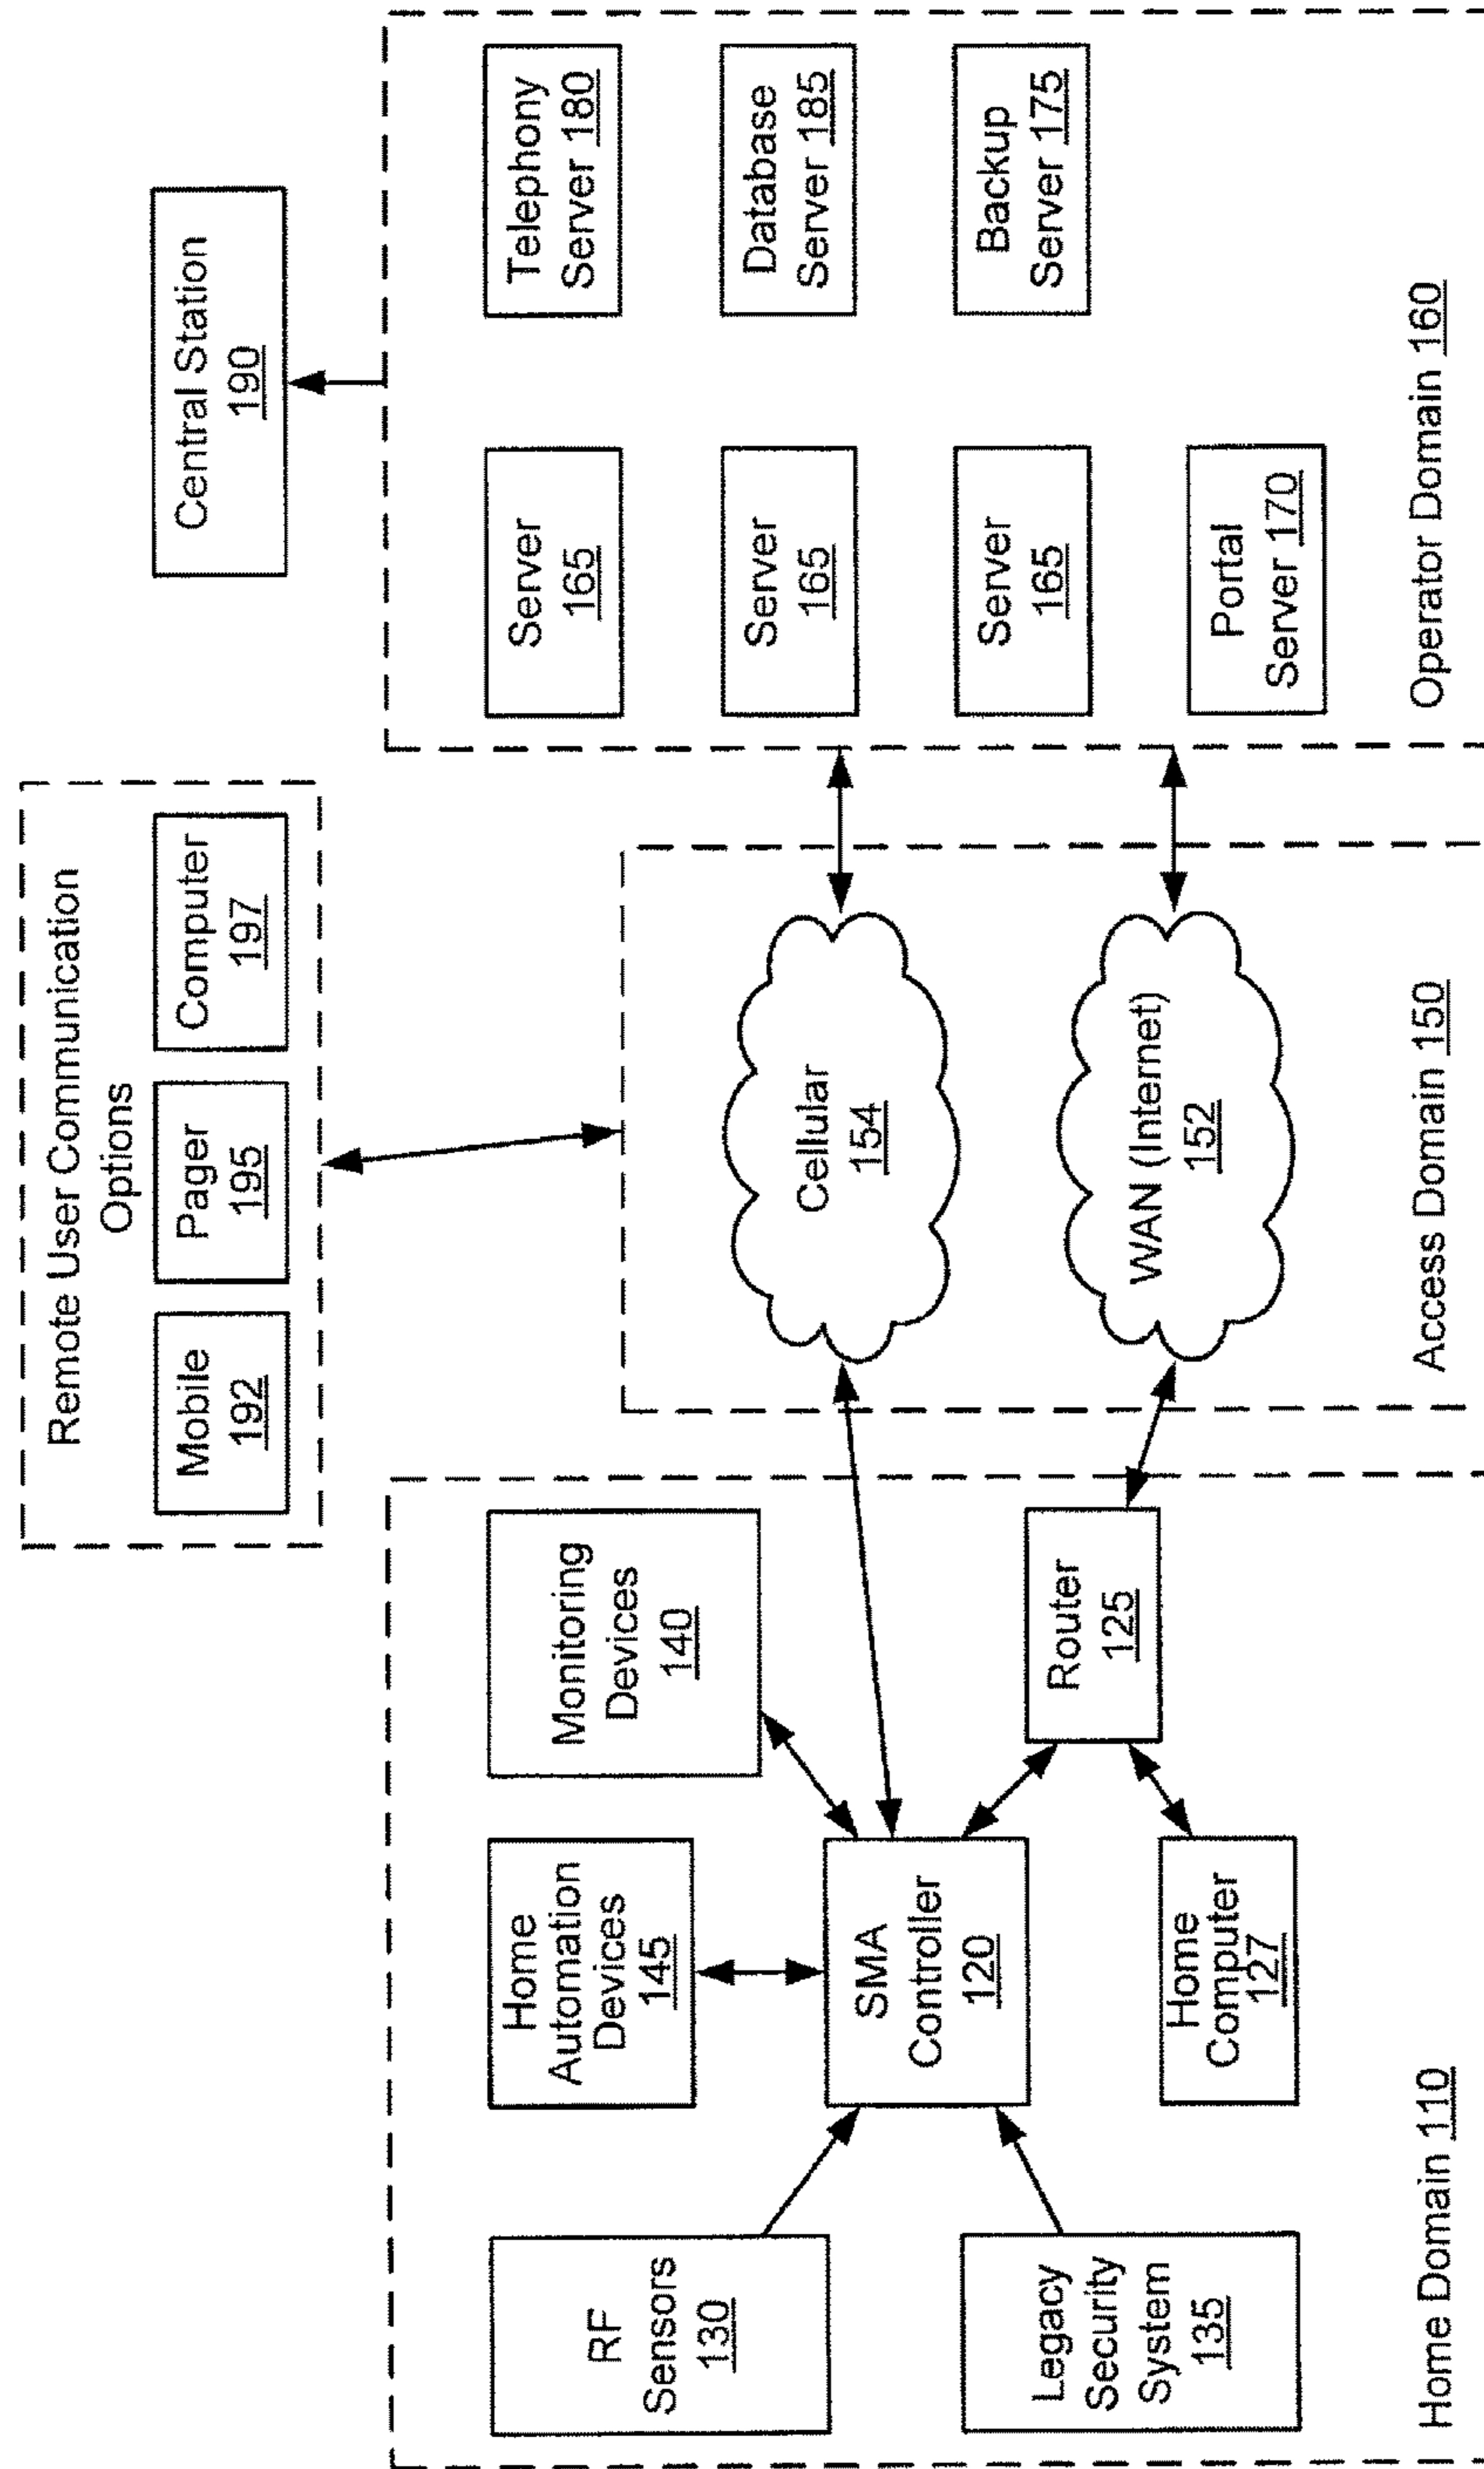 Remote User Communication
Options
Mobile
192
Pager
195
Computer
197
Central Station
190
RF
Sensors
130
Legacy
Security
System
135
Home
Automation
Devices
145
SMA
Controller
120
Home
Computer
127
Monitoring
Devices
140
Router
125
Home Domain 110
Cellular
154
WAN (Internet)
152
Access Domain 150
Server
165
Server
165
Server
165
Portal
Server 170
Telephony
Server 180
Database
Server 185
Backup
Server 175
Operator Domain 160